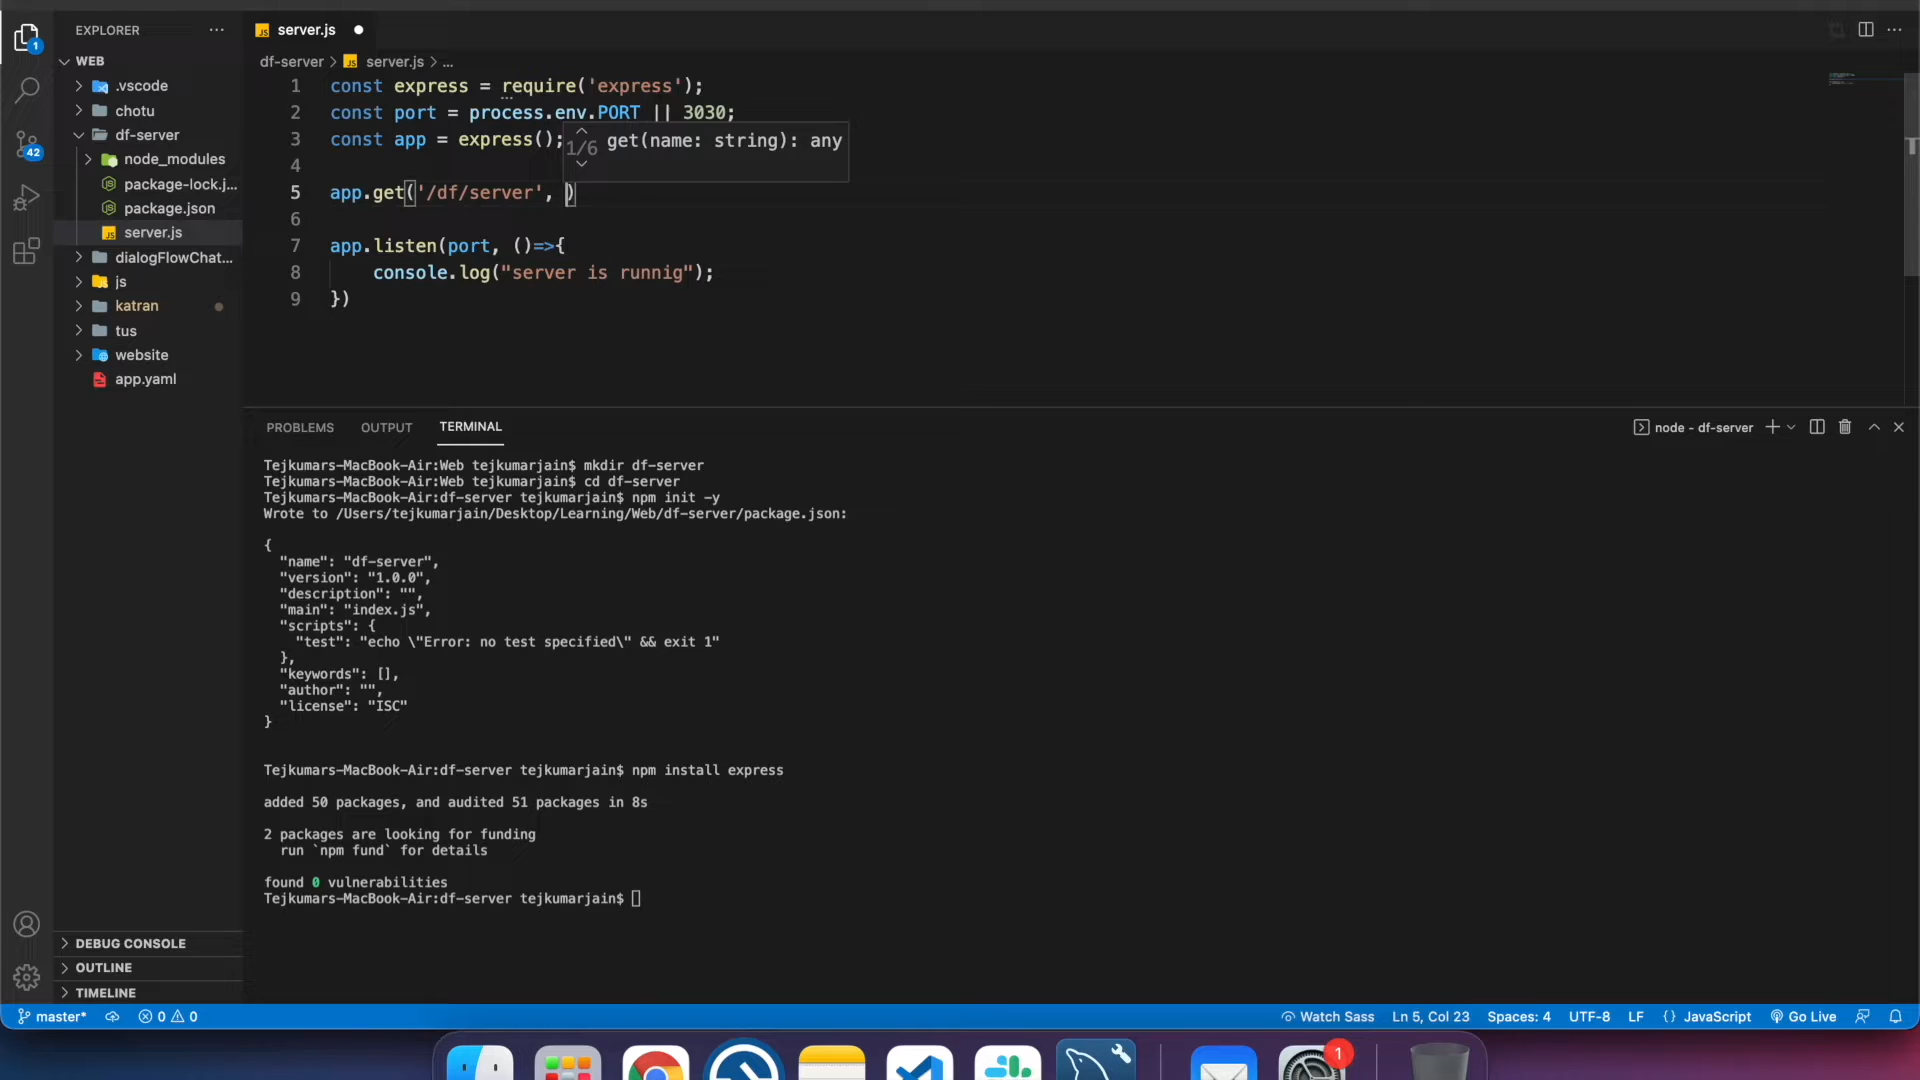 EXPLORER
server.js
WEB
df-server > server.js > ...
.vscode
chotu
df-server
node_modules
package-lock.j...
package.json
server.js
dialogFlowChat...
js
katran
tus
website
app.yaml
1 const express = require('express');
2 const port = process.env.PORT || 3030;
3 const app = express();
1/6 get(name: string): any
4
5 app.get('/df/server', )
6
7 app.listen(port, ()=>{
8 console.log("server is runnig");
9 })
1
42
PROBLEMS OUTPUT TERMINAL
node - df-server
Tejkumars-MacBook-Air:Web tejkumarjain$ mkdir df-server
Tejkumars-MacBook-Air:Web tejkumarjain$ cd df-server
Tejkumars-MacBook-Air:df-server tejkumarjain$ npm init -y
Wrote to /Users/tejkumarjain/Desktop/Learning/Web/df-server/package.json:
{
"name": "df-server",
"version": "1.0.0",
"description": "",
"main": "index.js",
"scripts": {
"test": "echo \"Error: no test specified\" && exit 1"
},
"keywords": [],
"author": "",
"license": "ISC"
}
Tejkumars-MacBook-Air:df-server tejkumarjain$ npm install express
added 50 packages, and audited 51 packages in 8s
2 packages are looking for funding
run `npm fund` for details
found 0 vulnerabilities
Tejkumars-MacBook-Air:df-server tejkumarjain$
DEBUG CONSOLE
OUTLINE
TIMELINE
master* 0 0 Watch Sass Ln 5, Col 23 Spaces: 4 UTF-8 LF {} JavaScript Go Live
1